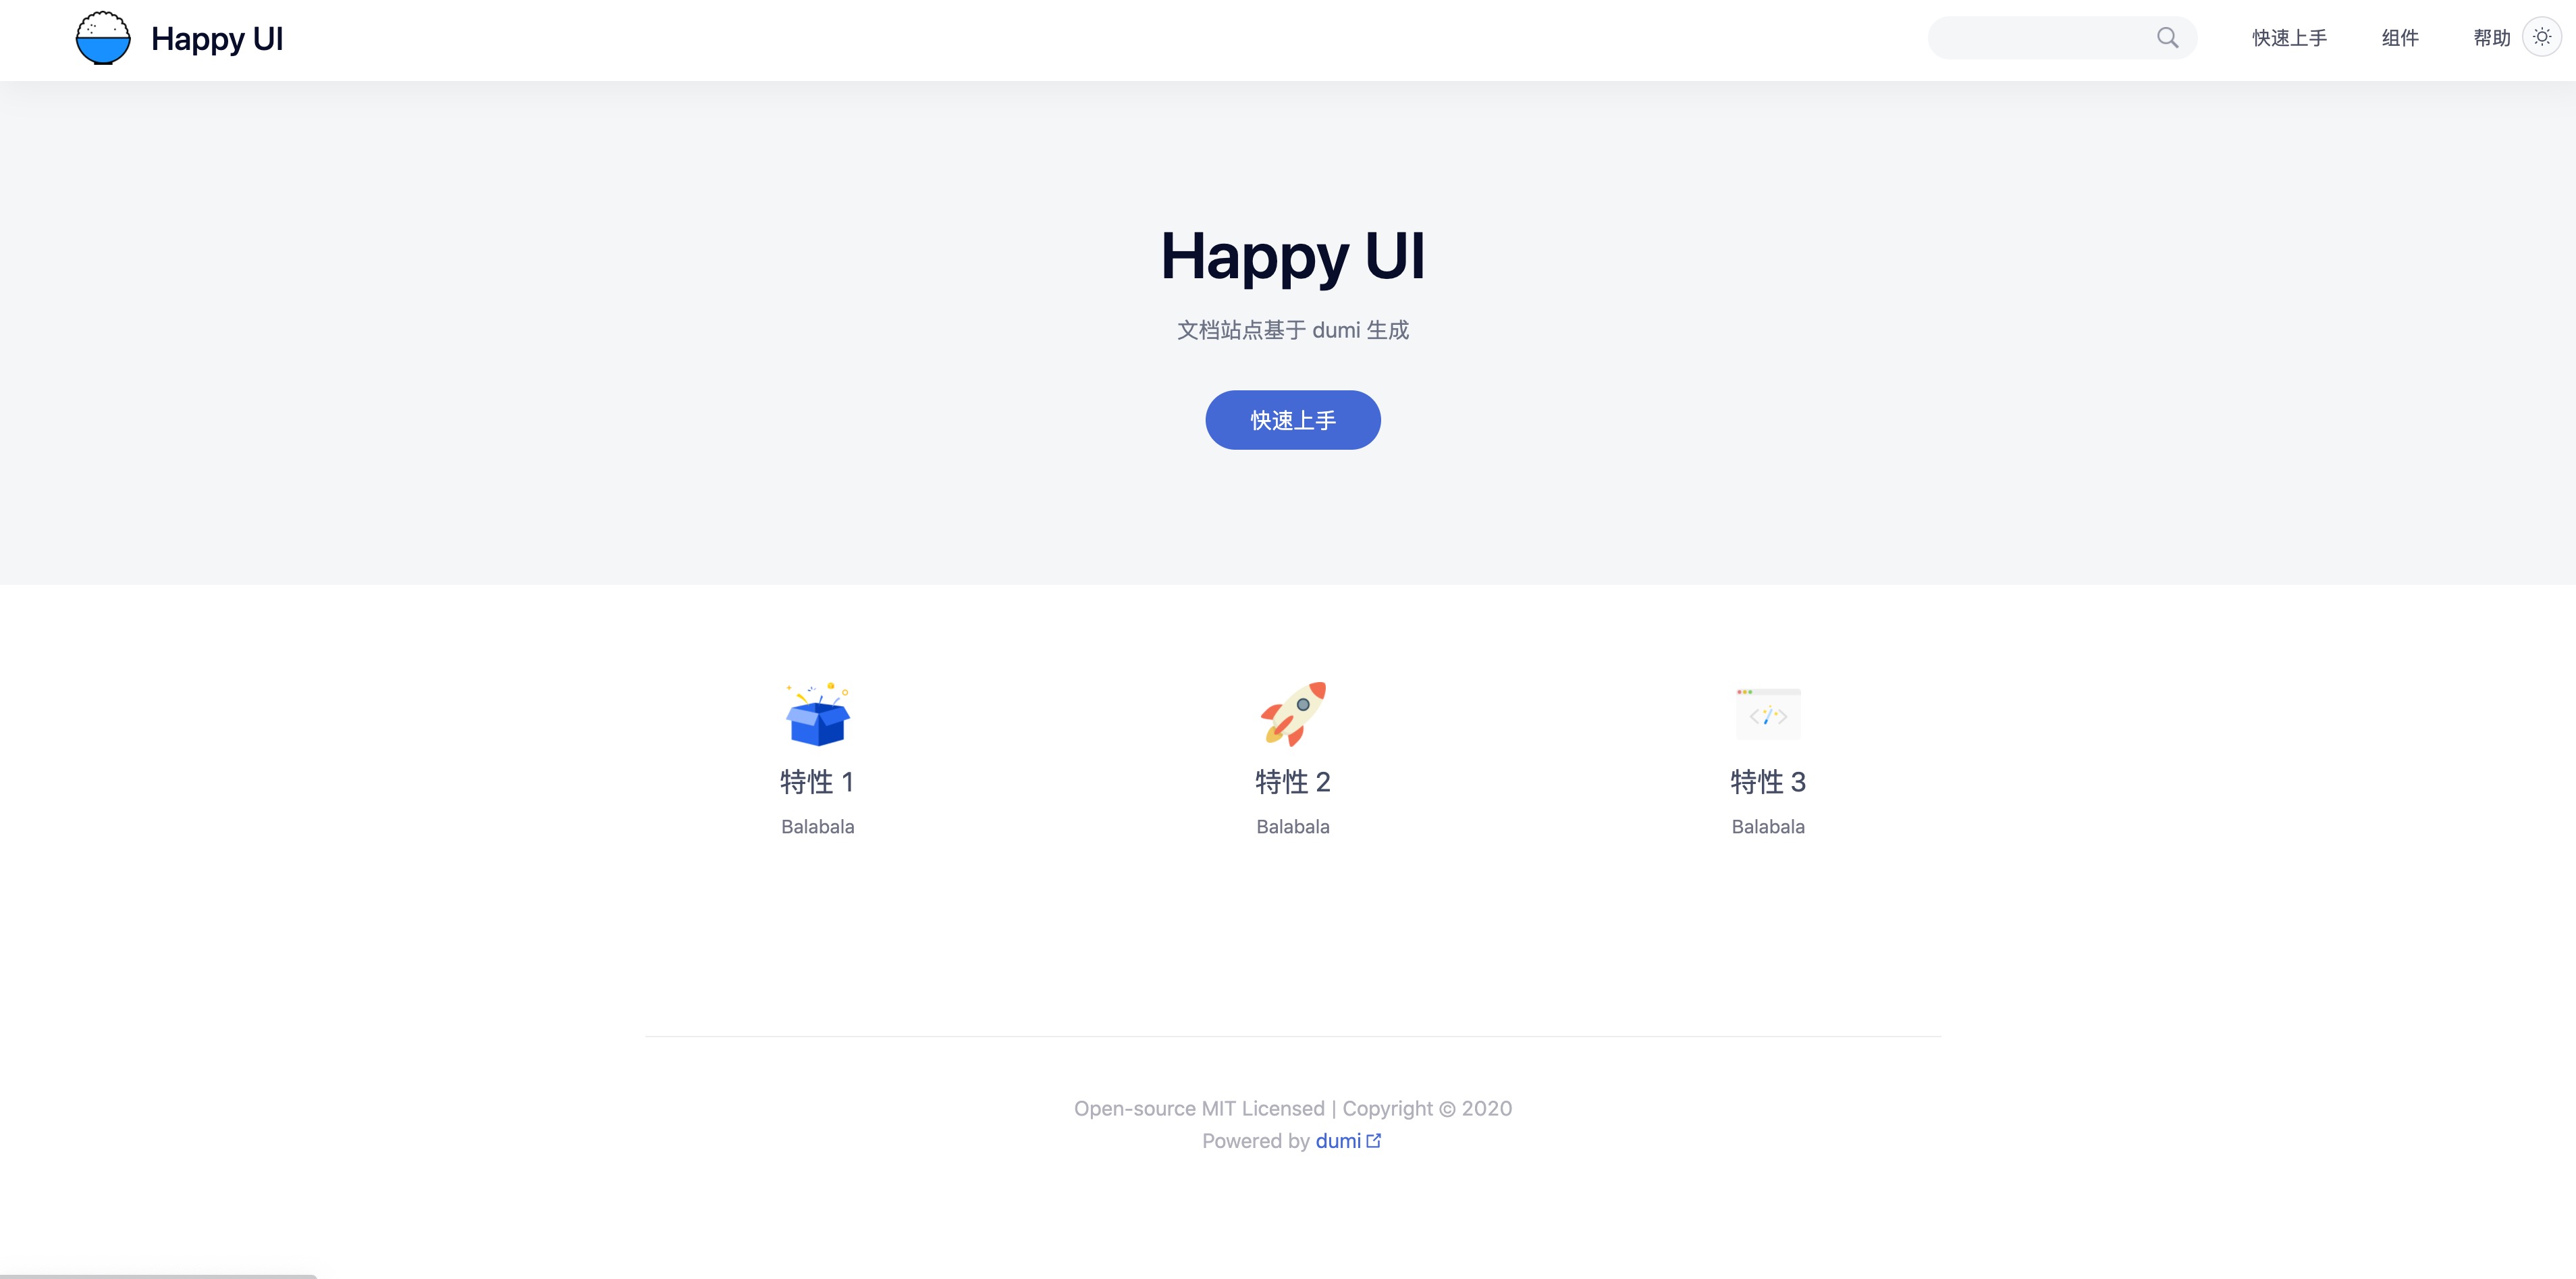 Happy UI
快速上手
组件
帮助
Happy UI
文档站点基于 dumi 生成
快速上手
特性 1
Balabala
特性 2
Balabala
特性 3
Balabala
Open-source MIT Licensed | Copyright © 2020
Powered by dumi